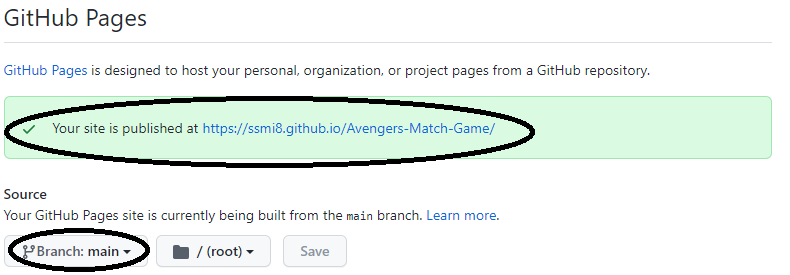 GitHub Pages
GitHub Pages is designed to host your personal, organization, or project pages from a GitHub repository.
Your site is published at https://ssmi8.github.io/Avengers-Match-Game/
Source
Your GitHub Pages site is currently being built from the main branch. Learn more.
Branch: main / (root) Save